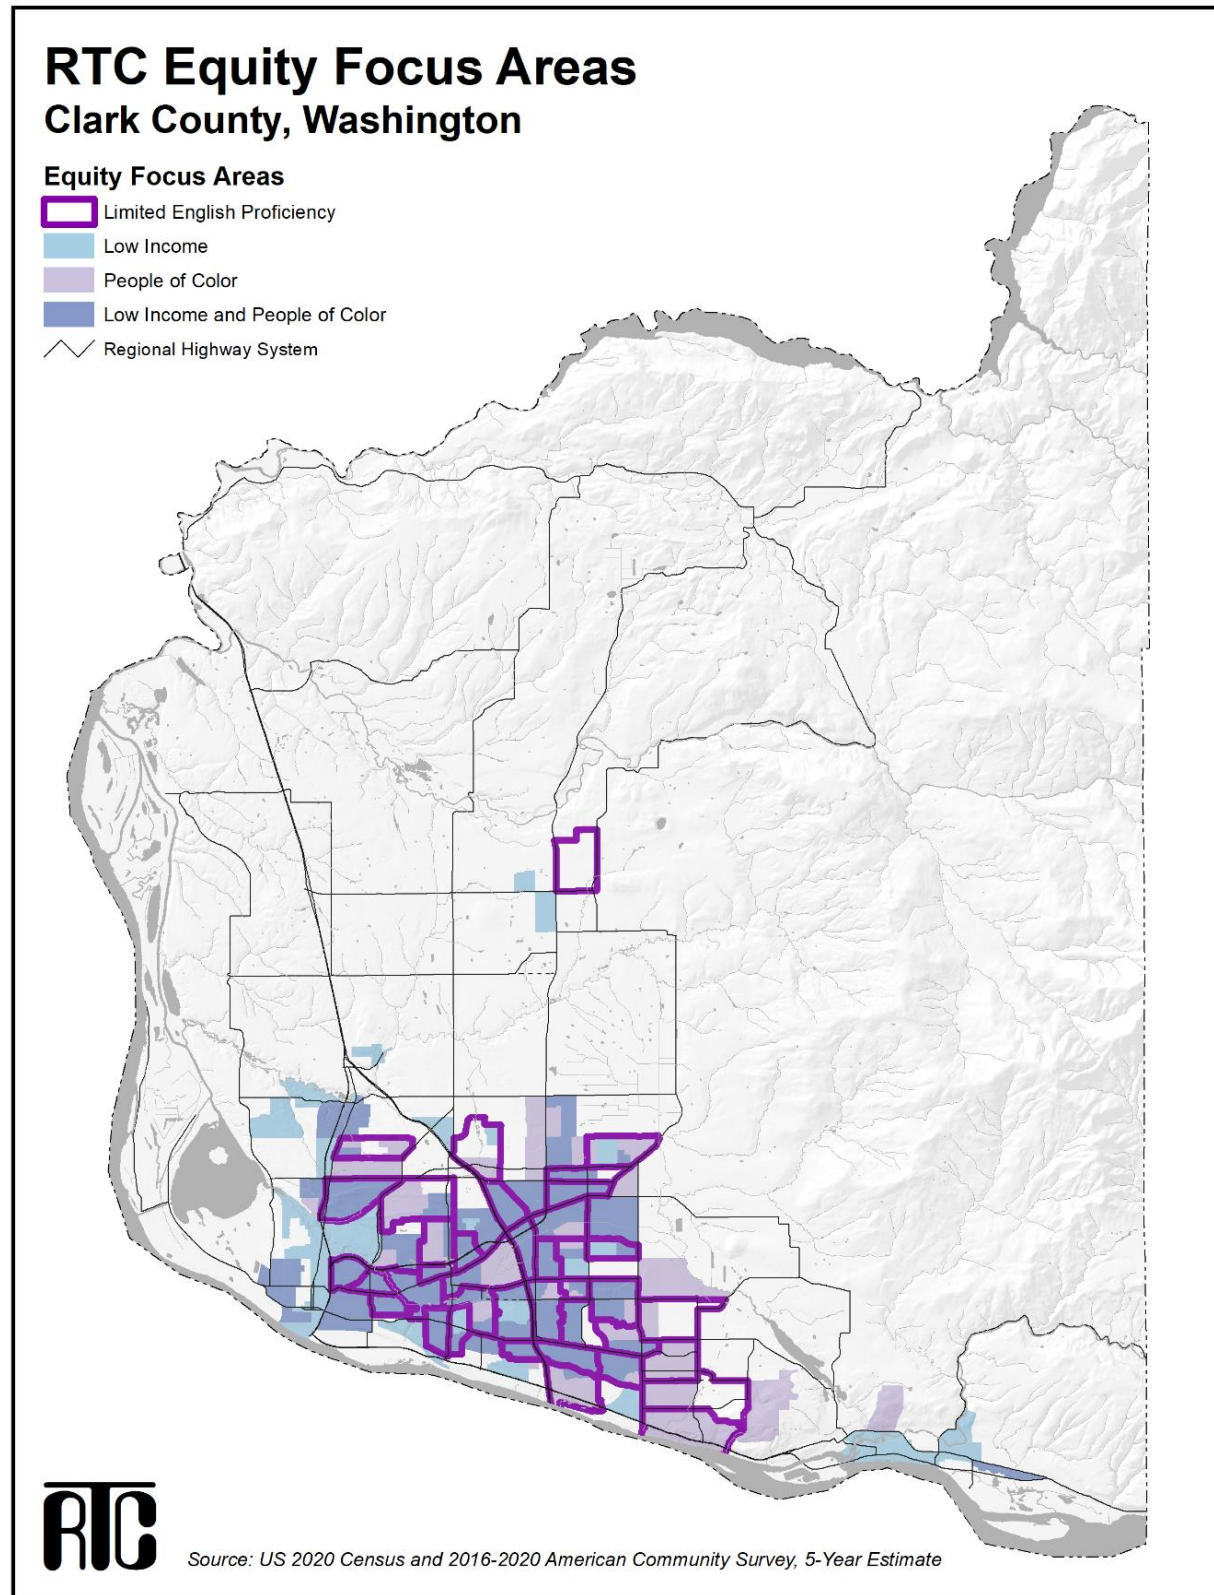 RTC Equity Focus Areas
Clark County, Washington
Equity Focus Areas
Limited English Proficiency
Low Income
People of Color
Low Income and People of Color
Regional Highway System
RTC
Source: US 2020 Census and 2016-2020 American Community Survey, 5-Year Estimate